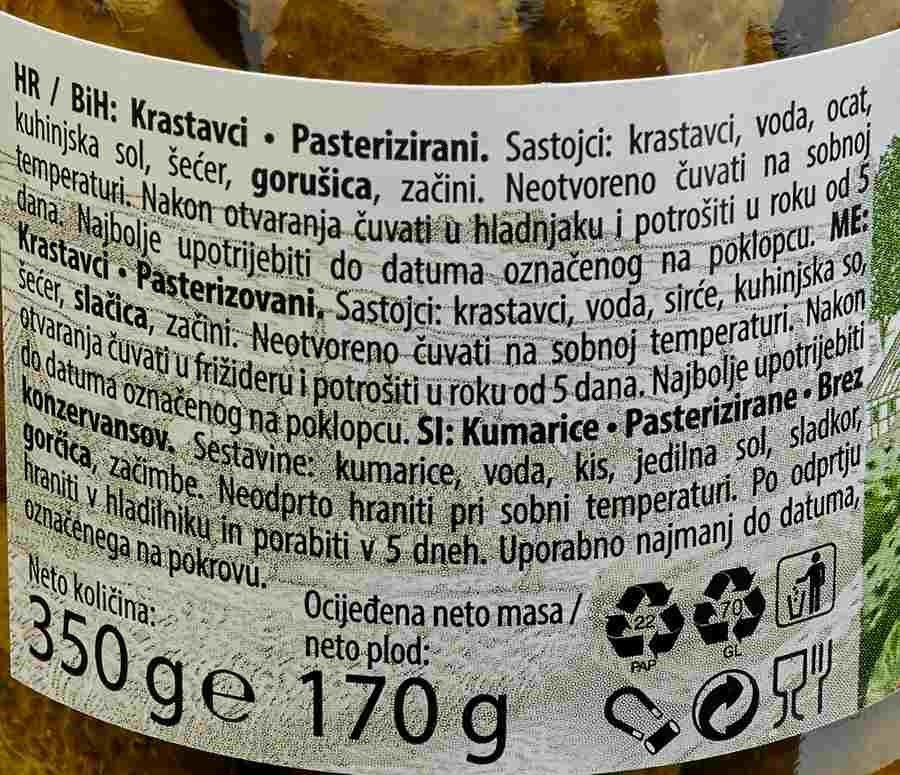 HR / BiH: Krastavci • Pasterizirani. Sastojci: krastavci, voda, ocat,
kuhinjska sol, šećer, gorušica, začini. Neotvoreno čuvati na sobnoj
temperaturi. Nakon otvaranja čuvati u hladnjaku i potrošiti u roku od 5
dana. Najbolje upotrijebiti do datuma označenog na poklopcu. ME:
Krastavci • Pasterizovani. Sastojci: krastavci, voda, sirće, kuhinjska so,
šećer, slačica, začini. Neotvoreno čuvati na sobnoj temperaturi. Nakon
otvaranja čuvati u frižideru i potrošiti u roku od 5 dana. Najbolje upotrijebiti
do datuma označenog na poklopcu. SI: Kumarice • Pasterizirane • Brez
konzervansov. Sestavine: kumarice, voda, kis, jedilna sol, sladkor,
gorčica, začimbe. Neodprto hraniti pri sobni temperaturi. Po odprtju
hraniti v hladilniku in porabiti v 5 dneh. Uporabno najmanj do datuma,
označenega na pokrovu.
Neto količina:
350 g e
Ocijeđena neto masa /
neto plod:
170 g
22
PAP
70
GL